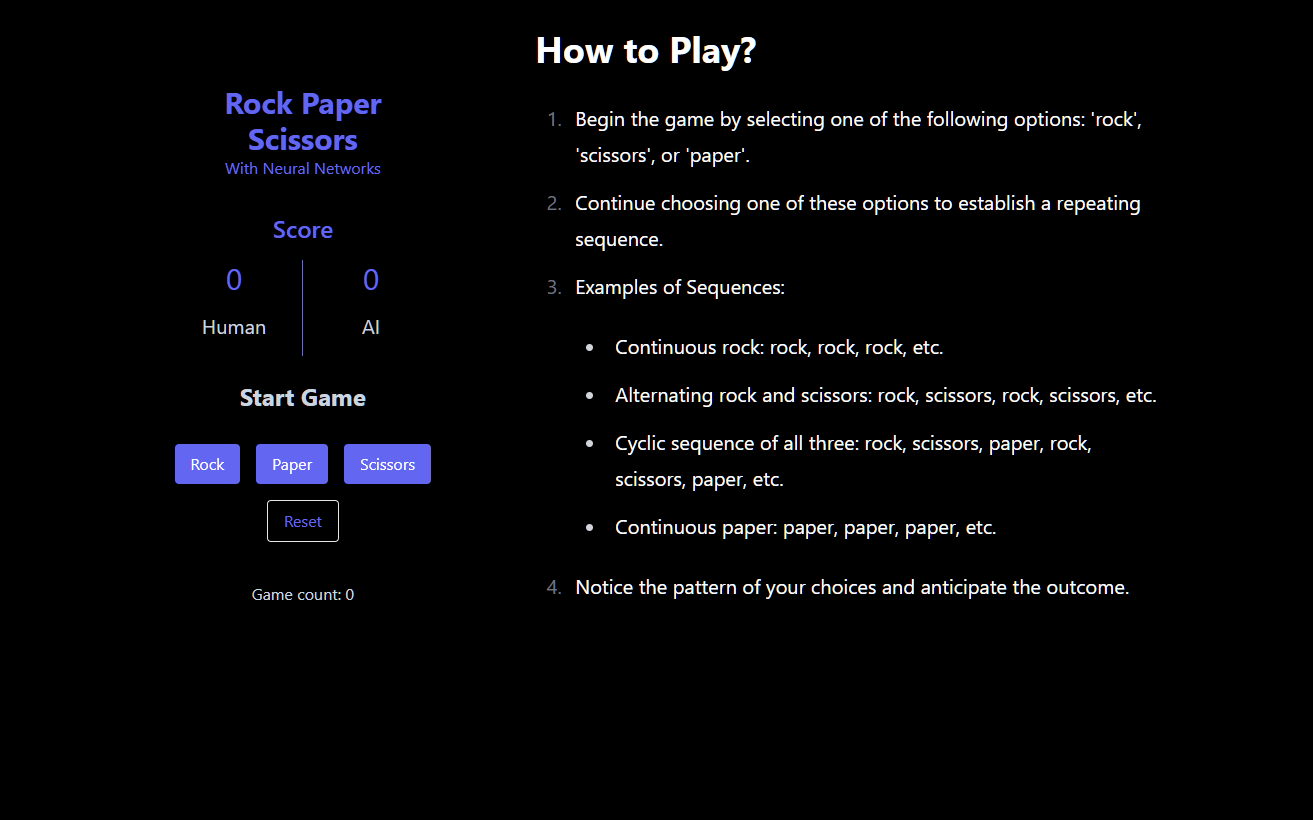 Rock Paper
Scissors
With Neural Networks
Score
0
Human
0
AI
Start Game
Rock
Paper
Scissors
Reset
Game count: 0
How to Play?
1. Begin the game by selecting one of the following options: 'rock',
'scissors', or 'paper'.
2. Continue choosing one of these options to establish a repeating
sequence.
3. Examples of Sequences:
• Continuous rock: rock, rock, rock, etc.
• Alternating rock and scissors: rock, scissors, rock, scissors, etc.
• Cyclic sequence of all three: rock, scissors, paper, rock,
scissors, paper, etc.
• Continuous paper: paper, paper, paper, etc.
4. Notice the pattern of your choices and anticipate the outcome.